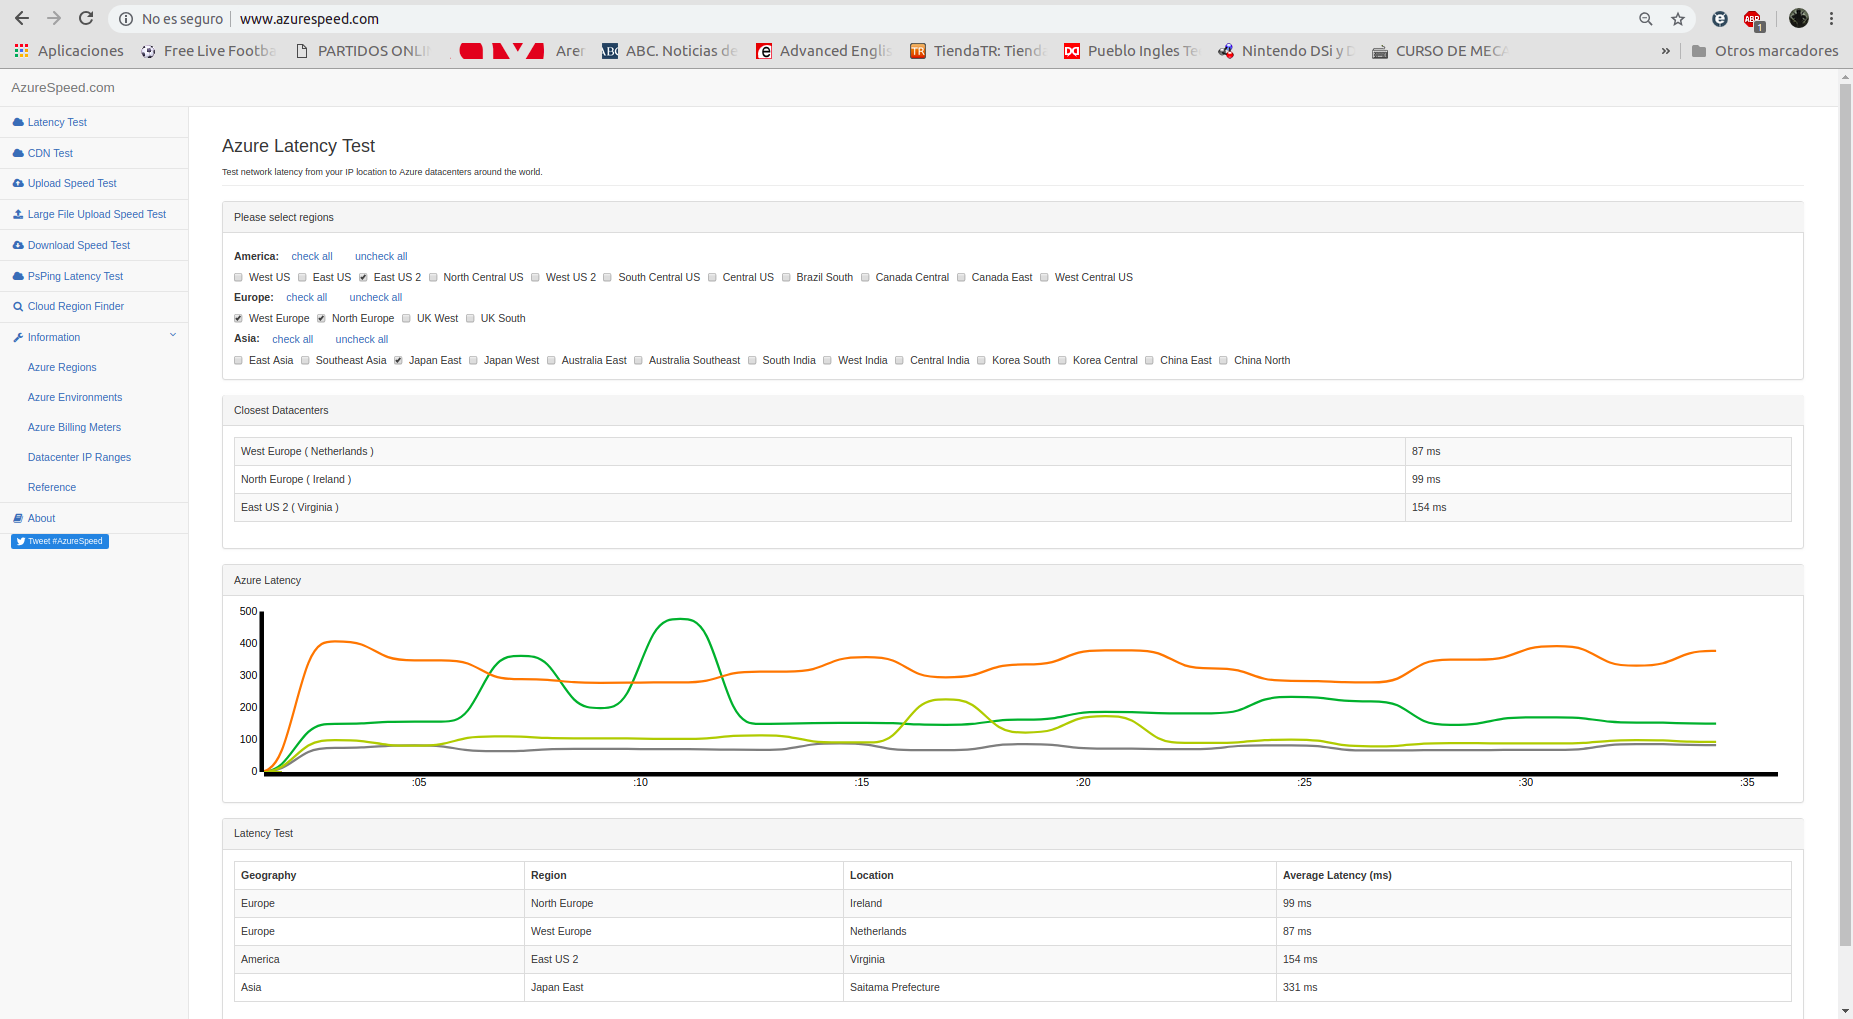 No es seguro www.azurespeed.com
ABP 1
Aplicaciones Free Live Footba PARTIDOS ONLI Arer ABC ABC. Noticias de e Advanced Englis TR TiendaTR: Tienda DQ Pueblo Ingles Te Nintendo DSi y D CURSO DE MECA » Otros marcadores
AzureSpeed.com
Latency Test
CDN Test
Upload Speed Test
Large File Upload Speed Test
Download Speed Test
PsPing Latency Test
Cloud Region Finder
Information
Azure Regions
Azure Environments
Azure Billing Meters
Datacenter IP Ranges
Reference
About
Tweet #AzureSpeed
Azure Latency Test
Test network latency from your IP location to Azure datacenters around the world.
Please select regions
America: check all uncheck all
West US East US East US 2 North Central US West US 2 South Central US Central US Brazil South Canada Central Canada East West Central US
Europe: check all uncheck all
West Europe North Europe UK West UK South
Asia: check all uncheck all
East Asia Southeast Asia Japan East Japan West Australia East Australia Southeast South India West India Central India Korea South Korea Central China East China North
Closest Datacenters
West Europe ( Netherlands ) 87 ms
North Europe ( Ireland ) 99 ms
East US 2 ( Virginia ) 154 ms
Azure Latency
500
400
300
200
100
0
:05 :10 :15 :20 :25 :30 :35
Latency Test
Geography Region Location Average Latency (ms)
Europe North Europe Ireland 99 ms
Europe West Europe Netherlands 87 ms
America East US 2 Virginia 154 ms
Asia Japan East Saitama Prefecture 331 ms